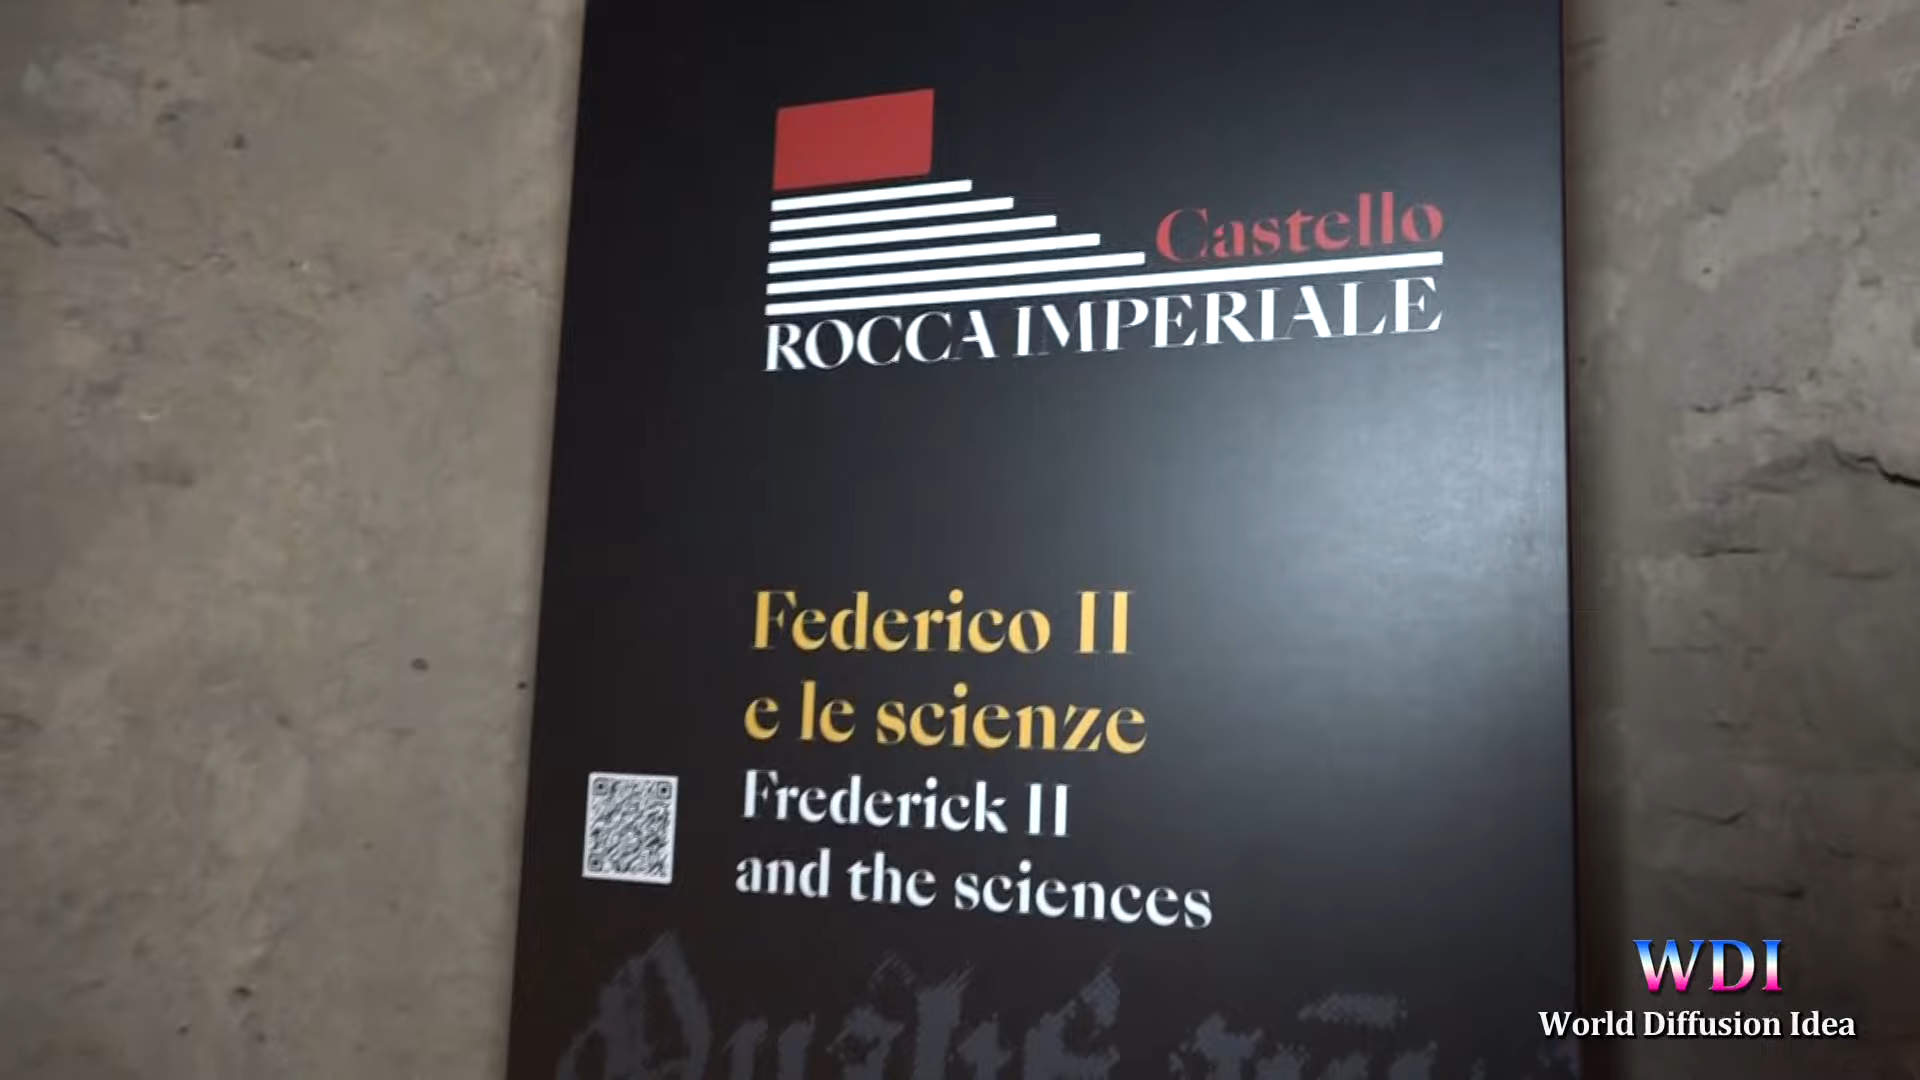 Castello
ROCCA IMPERIALE
Federico II
e le scienze
Frederick II
and the sciences
WDI
World Diffusion Idea